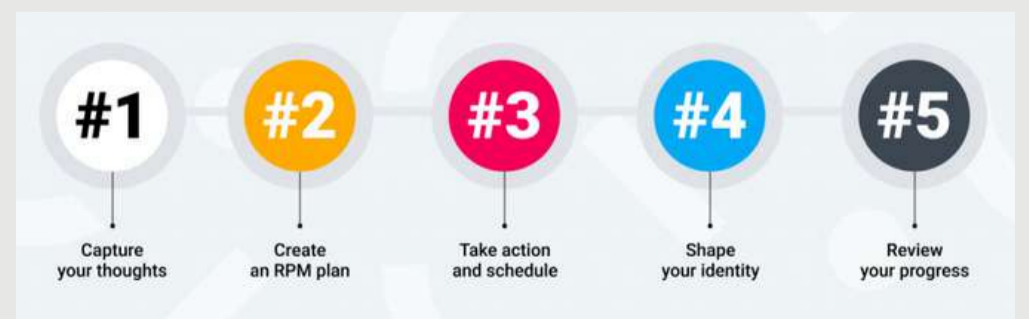 #1
Capture
your thoughts
#2
Create
an RPM plan
#3
Take action
and schedule
#4
Shape
your identity
#5
Review
your progress